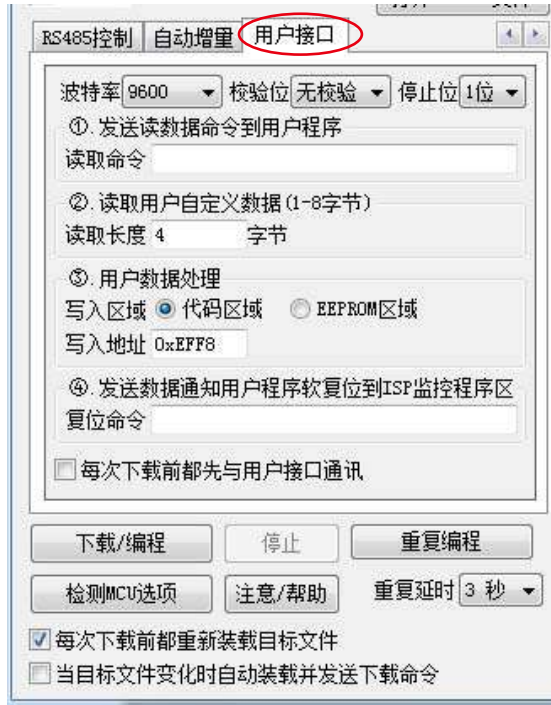 RS485控制 自动增量 用户接口
波特率 9600 校验位 无校验 停止位 1位
①. 发送读数据命令到用户程序
读取命令
②. 读取用户自定义数据(1-8字节)
读取长度 4 字节
③. 用户数据处理
写入区域 代码区域 EEPROM区域
写入地址 0xEFF8
④. 发送数据通知用户程序软复位到ISP监控程序区
复位命令
每次下载前都先与用户接口通讯
下载/编程 停止 重复编程
检测MCU选项 注意/帮助 重复延时 3 秒
每次下载前都重新装载目标文件
当目标文件变化时自动装载并发送下载命令